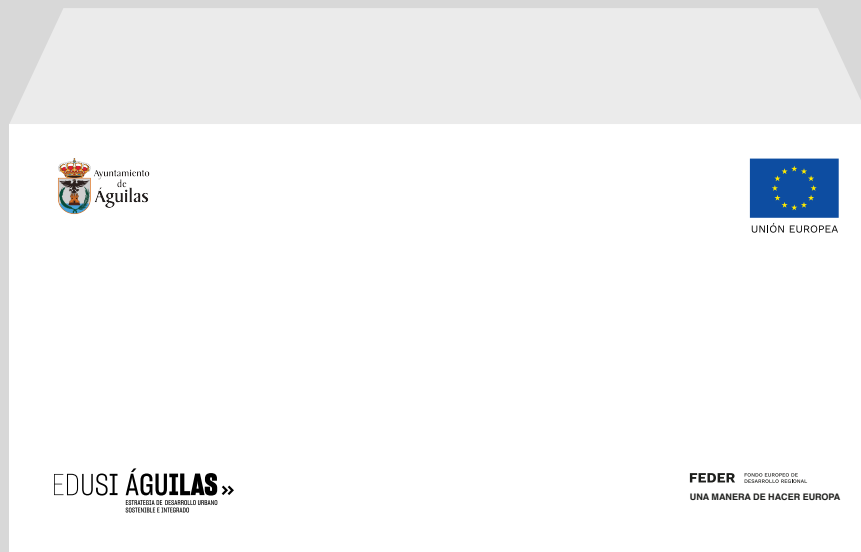 Ayuntamiento
de
Águilas
UNIÓN EUROPEA
EDUSI ÁGUILAS»
ESTRATEGIA DE DESARROLLO URBANO
SOSTENIBLE E INTEGRADO
FEDER FONDO EUROPEO DE
DESARROLLO REGIONAL
UNA MANERA DE HACER EUROPA